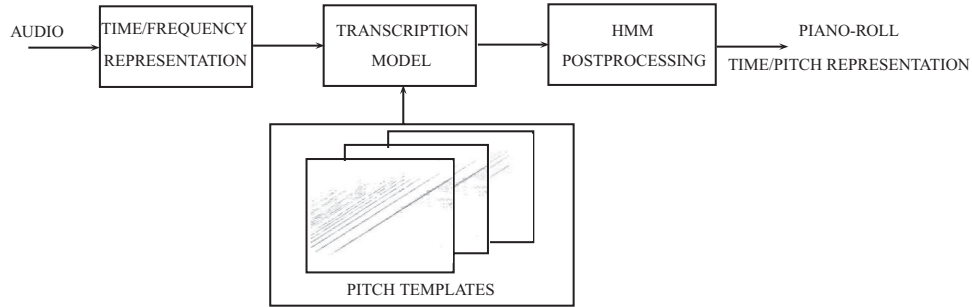 AUDIO
TIME/FREQUENCY
REPRESENTATION
TRANSCRIPTION
MODEL
HMM
POSTPROCESSING
PIANO-ROLL
TIME/PITCH REPRESENTATION
PITCH TEMPLATES